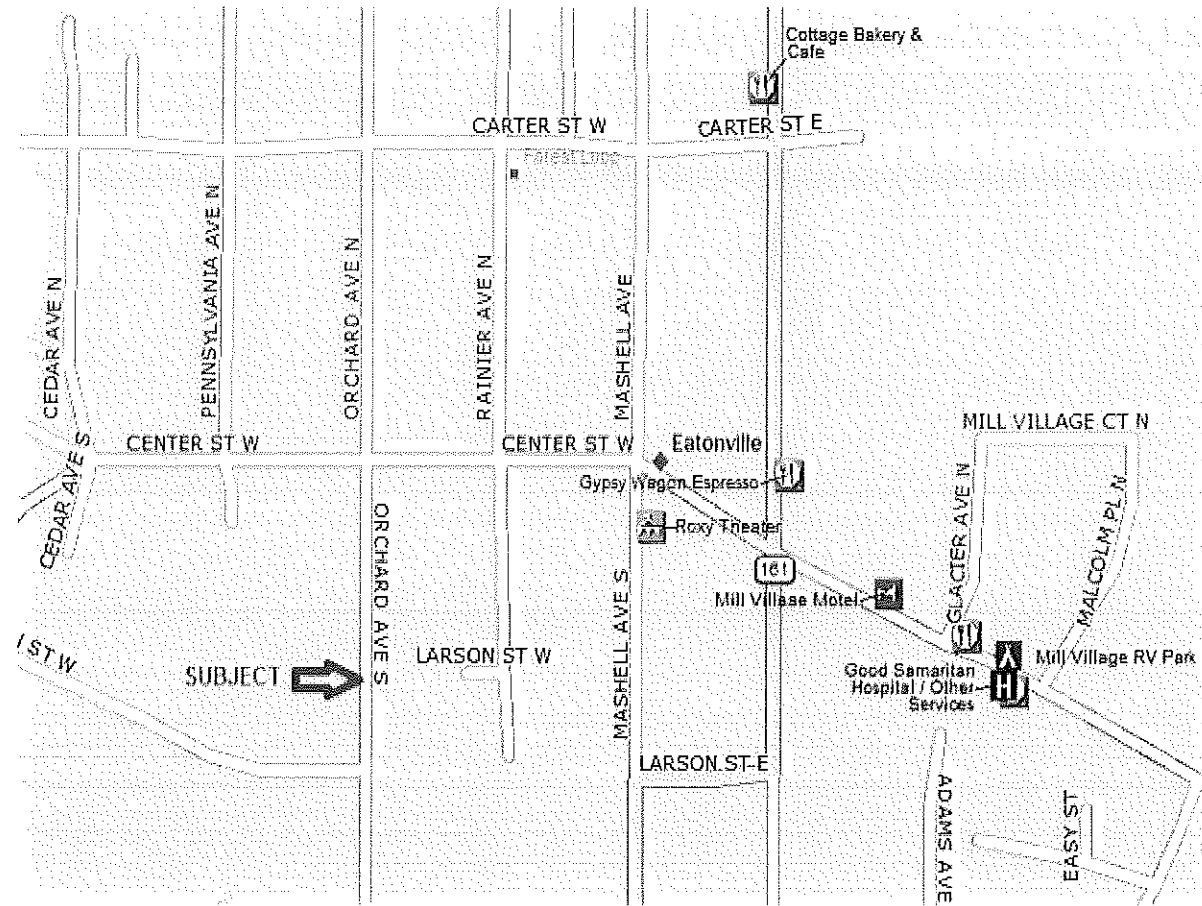 Cottage Bakery &
Cafe
CARTER ST W
CARTER ST E
CEDAR AVE N
PENNSYLVANIA AVE N
ORCHARD AVE N
RAINIER AVE N
MASHELL AVE
MILL VILLAGE CT N
CENTER ST W
CENTER ST W
Eatonville
Gypsy Wagon Espresso
CEDAR AVE S
ORCHARD AVE S
Roxy Theater
161
GLACIER AVE N
MALCOLM PL N
Mill Village Motel
MASHELL AVE S
ST W
SUBJECT
LARSON ST W
Mill Village RV Park
Good Samaritan
Hospital / Other
Services
H
LARSON ST E
ADAMS AVE
EASY ST